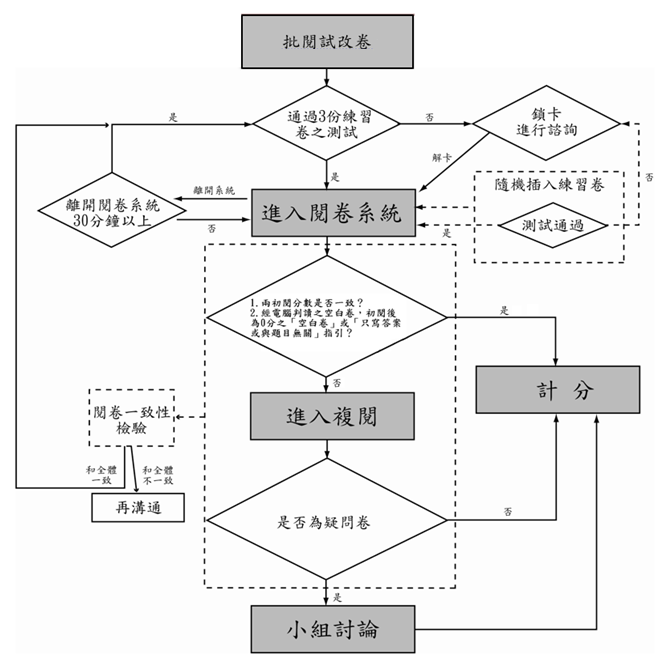 批閱試改卷
通過3份練習
卷之測試
是
否
鎖卡
進行諮詢
解卡
是
否
隨機插入練習卷
測試通過
是
離開系統
離開閱卷系統
30分鐘以上
否
進入閱卷系統
1.兩初閱分數是否一致？
2.經電腦判讀之空白卷，初閱後
為0分之「空白卷」或「只寫答案
或與題目無關」指引？
是
否
計 分
閱卷一致性
檢驗
進入複閱
和全體
一致
和全體
不一致
再溝通
是否為疑問卷
否
是
小組討論